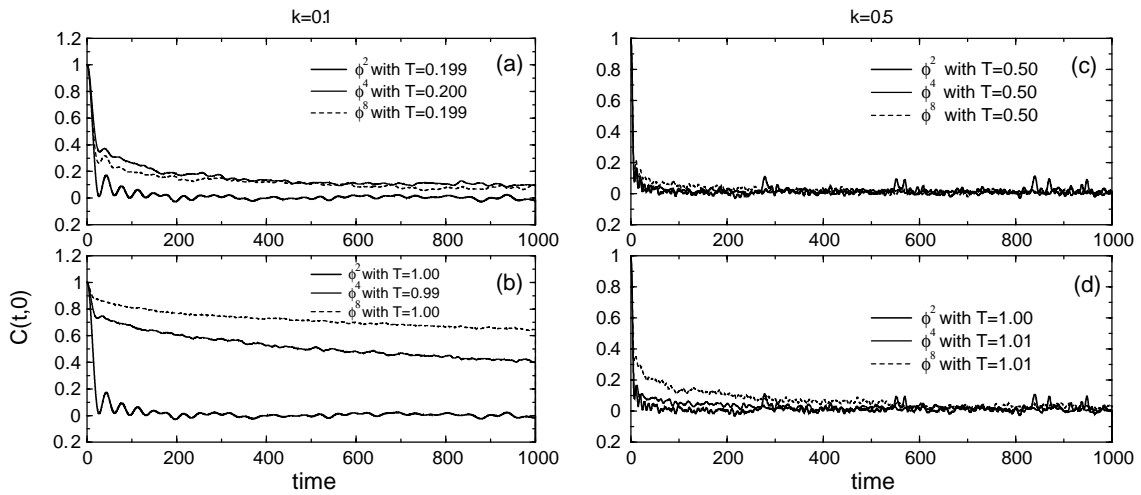 k=0.1
1.2
1
0.8
0.6
0.4
0.2
0
0.2
0 200 400 600 800 1000
(a)
ϕ² with T=0.199
ϕ⁴ with T=0.200
ϕ⁸ with T=0.199
k=0.5
1
0.8
0.6
0.4
0.2
0
0.2
0 200 400 600 800 1000
(c)
ϕ² with T=0.50
ϕ⁴ with T=0.50
ϕ⁸ with T=0.50
C(t,0)
1.2
1
0.8
0.6
0.4
0.2
0
0.2
0 200 400 600 800 1000
time
(b)
ϕ² with T=1.00
ϕ⁴ with T=0.99
ϕ⁸ with T=1.00
1
0.8
0.6
0.4
0.2
0
0.2
0 200 400 600 800 1000
time
(d)
ϕ² with T=1.00
ϕ⁴ with T=1.01
ϕ⁸ with T=1.01